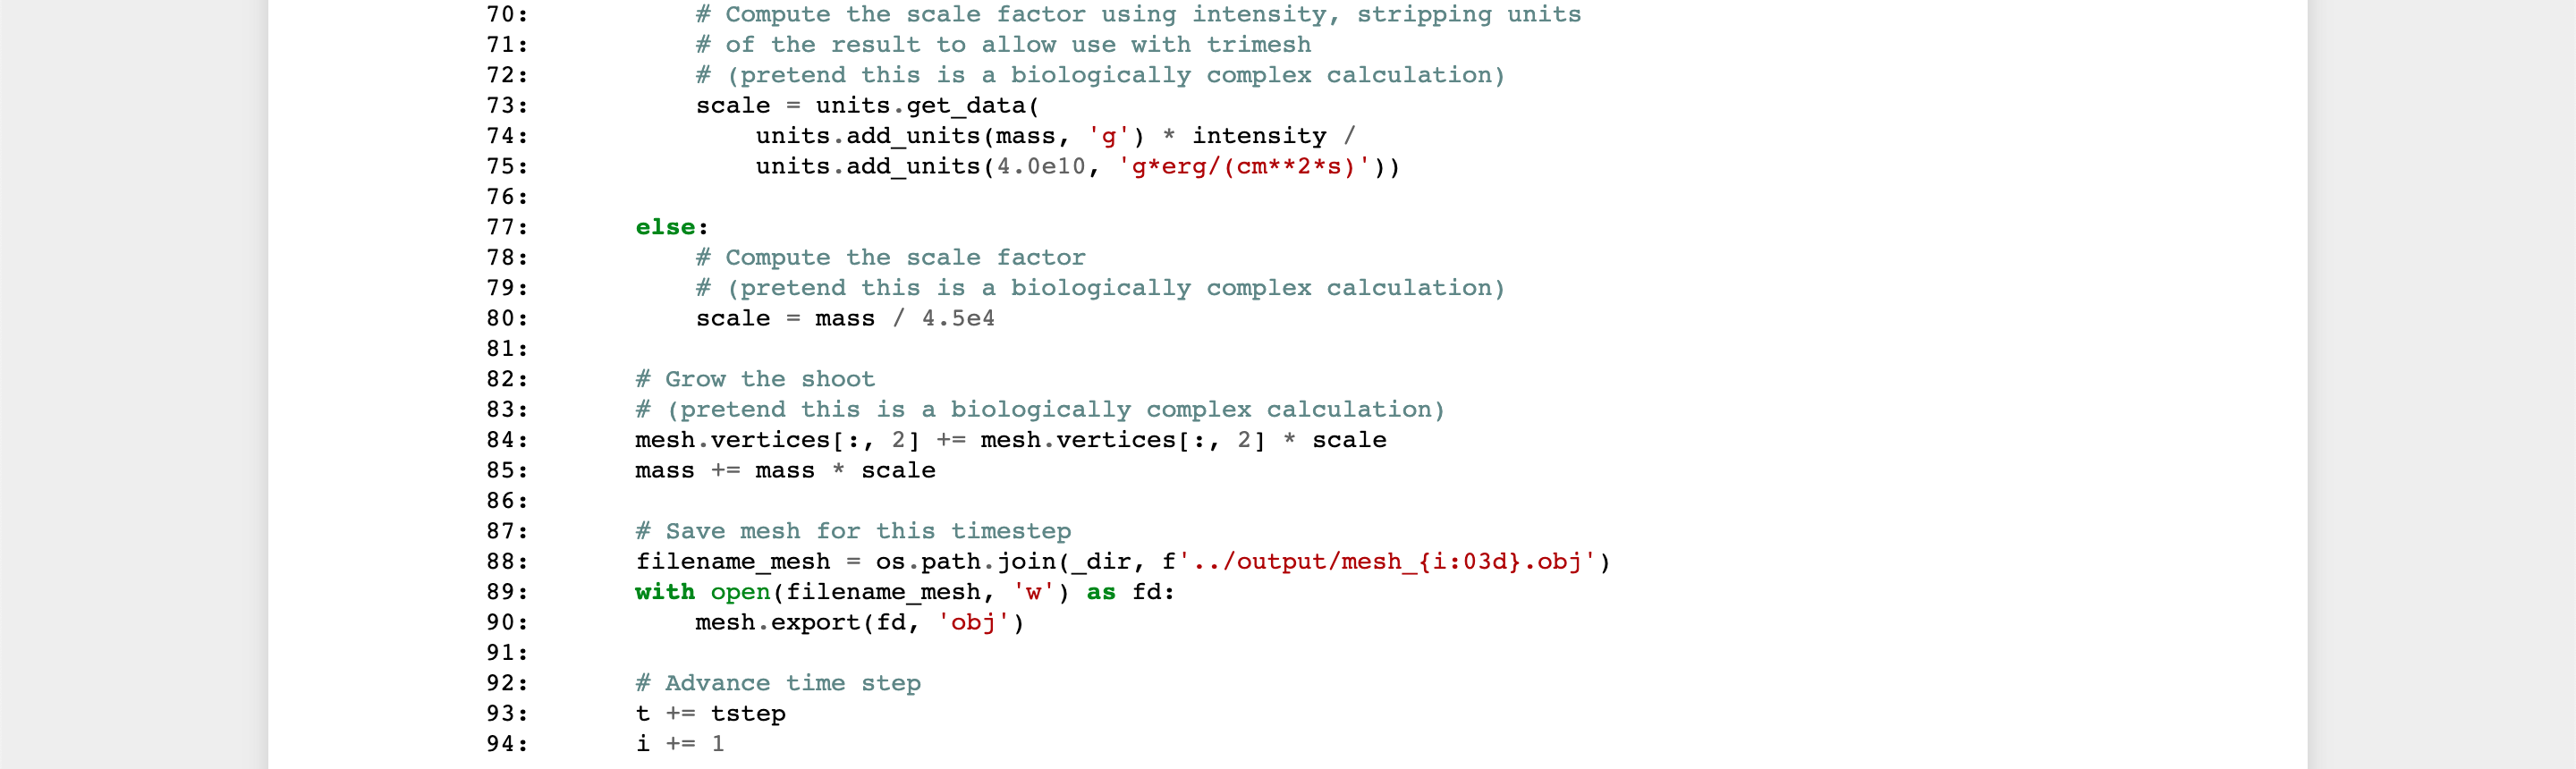 70:            # Compute the scale factor using intensity, stripping units
71:            # of the result to allow use with trimesh
72:            # (pretend this is a biologically complex calculation)
73:            scale = units.get_data(
74:                units.add_units(mass, 'g') * intensity /
75:                units.add_units(4.0e10, 'g*erg/(cm**2*s)'))
76:
77:        else:
78:            # Compute the scale factor
79:            # (pretend this is a biologically complex calculation)
80:            scale = mass / 4.5e4
81:
82:        # Grow the shoot
83:        # (pretend this is a biologically complex calculation)
84:        mesh.vertices[:, 2] += mesh.vertices[:, 2] * scale
85:        mass += mass * scale
86:
87:        # Save mesh for this timestep
88:        filename_mesh = os.path.join(_dir, f'../output/mesh_{i:03d}.obj')
89:        with open(filename_mesh, 'w') as fd:
90:            mesh.export(fd, 'obj')
91:
92:        # Advance time step
93:        t += tstep
94:        i += 1